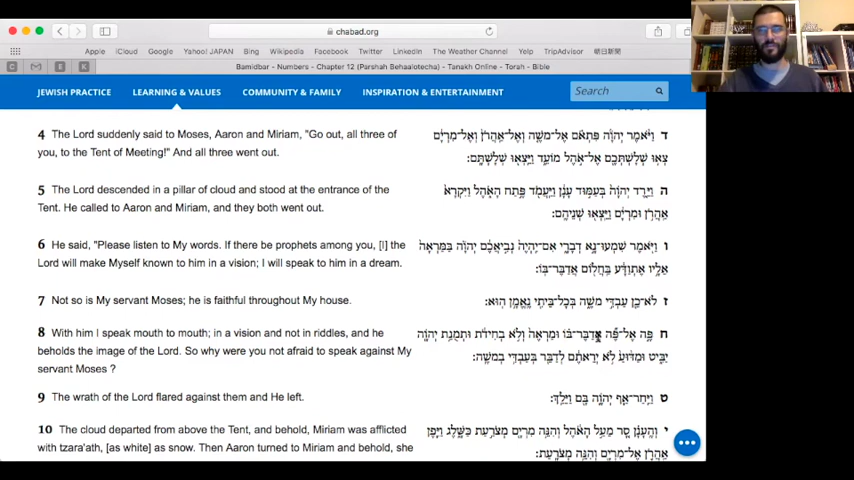 chabad.org
Apple iCloud Google Yahoo! JAPAN Bing Wikipedia Facebook Twitter LinkedIn The Weather Channel Yelp TripAdvisor 朝日新聞
Bamidbar - Numbers - Chapter 12 (Parshah Behaalotecha) - Tanakh Online - Torah - Bible
JEWISH PRACTICE LEARNING & VALUES COMMUNITY & FAMILY INSPIRATION & ENTERTAINMENT Search
4 The Lord suddenly said to Moses, Aaron and Miriam, "Go out, all three of
you, to the Tent of Meeting!" And all three went out.
ד וַיֹּאמֶר יְהֹוָה פִּתְאֹם אֶל־משֶׁה וְאֶל־אַהֲרֹן וְאֶל־מִרְיָם
צְאוּ שְׁלָשְׁתְּכֶם אֶל־אֹהֶל מוֹעֵד וַיֵּצְאוּ שְׁלָשְׁתָּם:
5 The Lord descended in a pillar of cloud and stood at the entrance of the
Tent. He called to Aaron and Miriam, and they both went out.
ה וַיֵּרֶד יְהֹוָה בְּעַמּוּד עָנָן וַיַּעֲמֹד פֶּתַח הָאֹהֶל וַיִּקְרָא
אַהֲרֹן וּמִרְיָם וַיֵּצְאוּ שְׁנֵיהֶם:
6 He said, "Please listen to My words. If there be prophets among you, [I] the
Lord will make Myself known to him in a vision; I will speak to him in a dream.
ו וַיֹּאמֶר שִׁמְעוּ־נָא דְבָרָי אִם־יִהְיֶה נְבִיאֲכֶם יְהֹוָה בַּמַּרְאָה
אֵלָיו אֶתְוַדָּע בַּחֲלוֹם אֲדַבֶּר־בּוֹ:
7 Not so is My servant Moses; he is faithful throughout My house.
ז לֹא־כֵן עַבְדִּי משֶׁה בְּכָל־בֵּיתִי נֶאֱמָן הוּא:
8 With him I speak mouth to mouth; in a vision and not in riddles, and he
beholds the image of the Lord. So why were you not afraid to speak against My
servant Moses ?
ח פֶּה אֶל־פֶּה אֲדַבֶּר־בּוֹ וּמַרְאֶה וְלֹא בְחִידֹת וּתְמֻנַת יְהֹוָה
יַבִּיט וּמַדּוּעַ לֹא יְרֵאתֶם לְדַבֵּר בְּעַבְדִּי בְמשֶׁה:
9 The wrath of the Lord flared against them and He left.
ט וַיִּחַר־אַף יְהֹוָה בָּם וַיֵּלַךְ:
10 The cloud departed from above the Tent, and behold, Miriam was afflicted
with tzara'ath, [as white] as snow. Then Aaron turned to Miriam and behold, she
י וְהֶעָנָן סָר מֵעַל הָאֹהֶל וְהִנֵּה מִרְיָם מְצֹרַעַת כַּשָּׁלֶג וַיִּפֶן
אַהֲרֹן אֶל־מִרְיָם וְהִנֵּה מְצֹרָעַת: